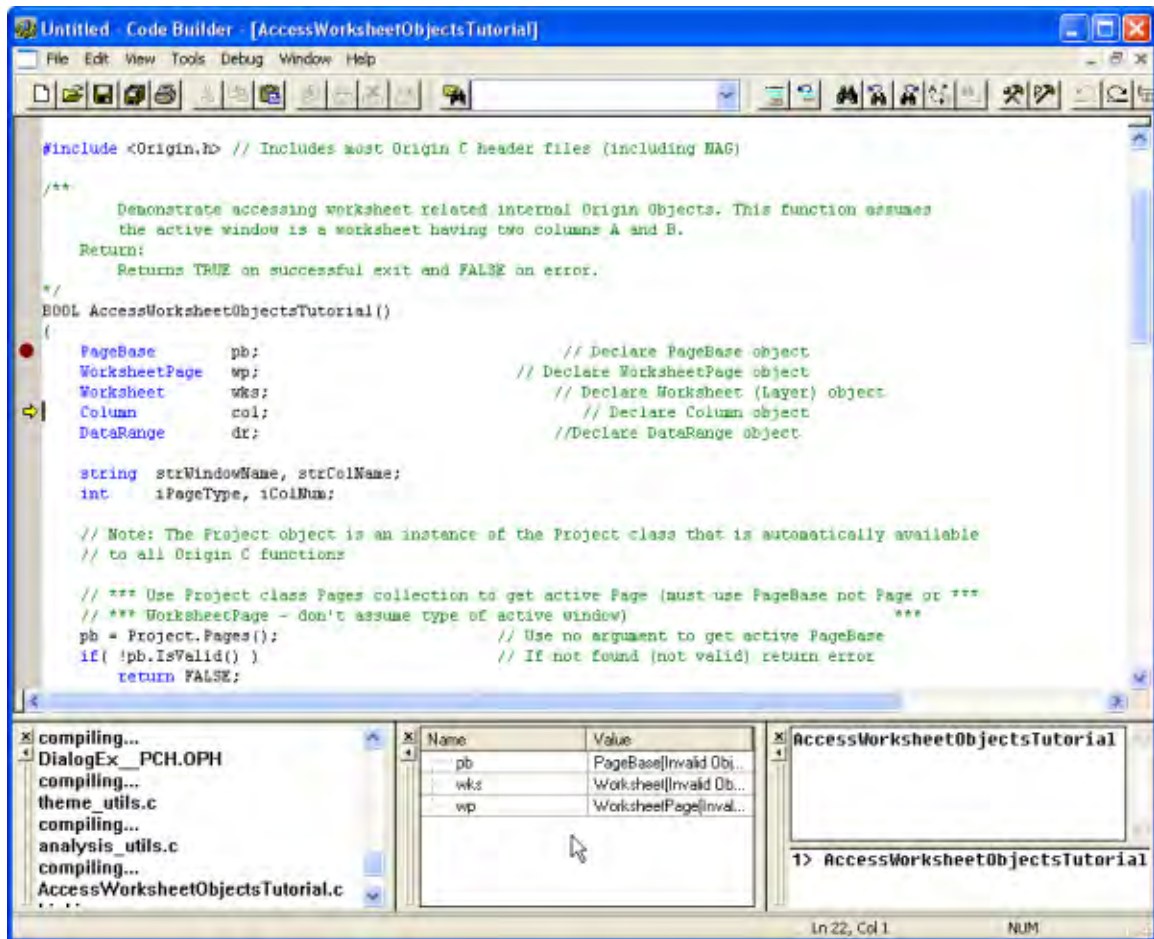 Untitled - Code Builder - [AccessWorksheetObjectsTutorial]
File Edit View Tools Debug Window Help
#include <Origin.h> // Includes most Origin C header files (including NAG)
/**
Demonstrate accessing worksheet related internal Origin Objects. This function assumes
the active window is a worksheet having two columns A and B.
Return:
Returns TRUE on successful exit and FALSE on error.
*/
BOOL AccessWorksheetObjectsTutorial()
{
PageBase pb; // Declare PageBase object
WorksheetPage wp; // Declare WorksheetPage object
Worksheet wks; // Declare Worksheet (Layer) object
Column col; // Declare Column object
DataRange dr; //Declare DataRange object
string strWindowName, strColName;
int iPageType, iColNum;
// Note: The Project object is an instance of the Project class that is automatically available
// to all Origin C functions
// *** Use Project class Pages collection to get active Page (must use PageBase not Page or ***
// *** WorksheetPage - don't assume type of active window) ***
pb = Project.Pages(); // Use no argument to get active PageBase
if( !pb.IsValid() ) // If not found (not valid) return error
return FALSE;
compiling...
DialogEx__PCH.OPH
compiling...
theme_utils.c
compiling...
analysis_utils.c
compiling...
AccessWorksheetObjectsTutorial.c
Name Value
pb PageBase[Invalid Obj...
wks Worksheet[Invalid Ob...
wp WorksheetPage[Inval...
AccessWorksheetObjectsTutorial
1> AccessWorksheetObjectsTutorial
Ln 22, Col 1 NUM